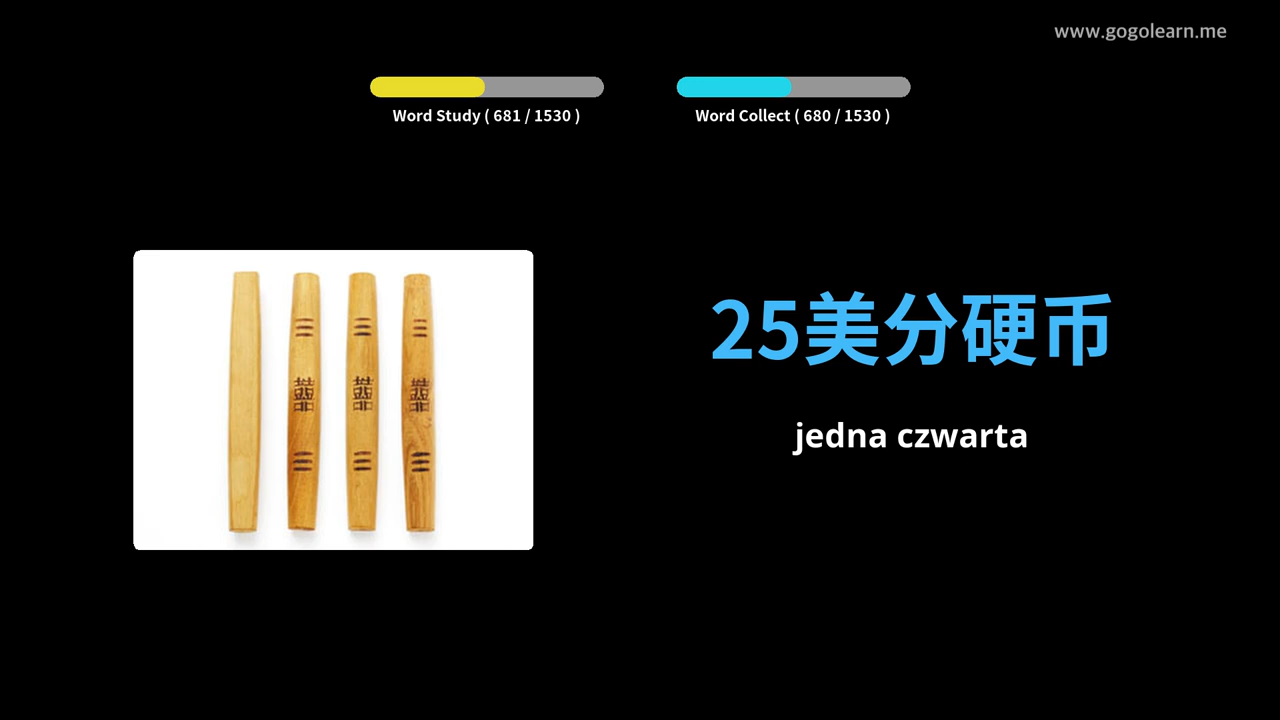 www.gogolearn.me
Word Study ( 681 / 1530 )
Word Collect ( 680 / 1530 )
25美分硬币
jedna czwarta